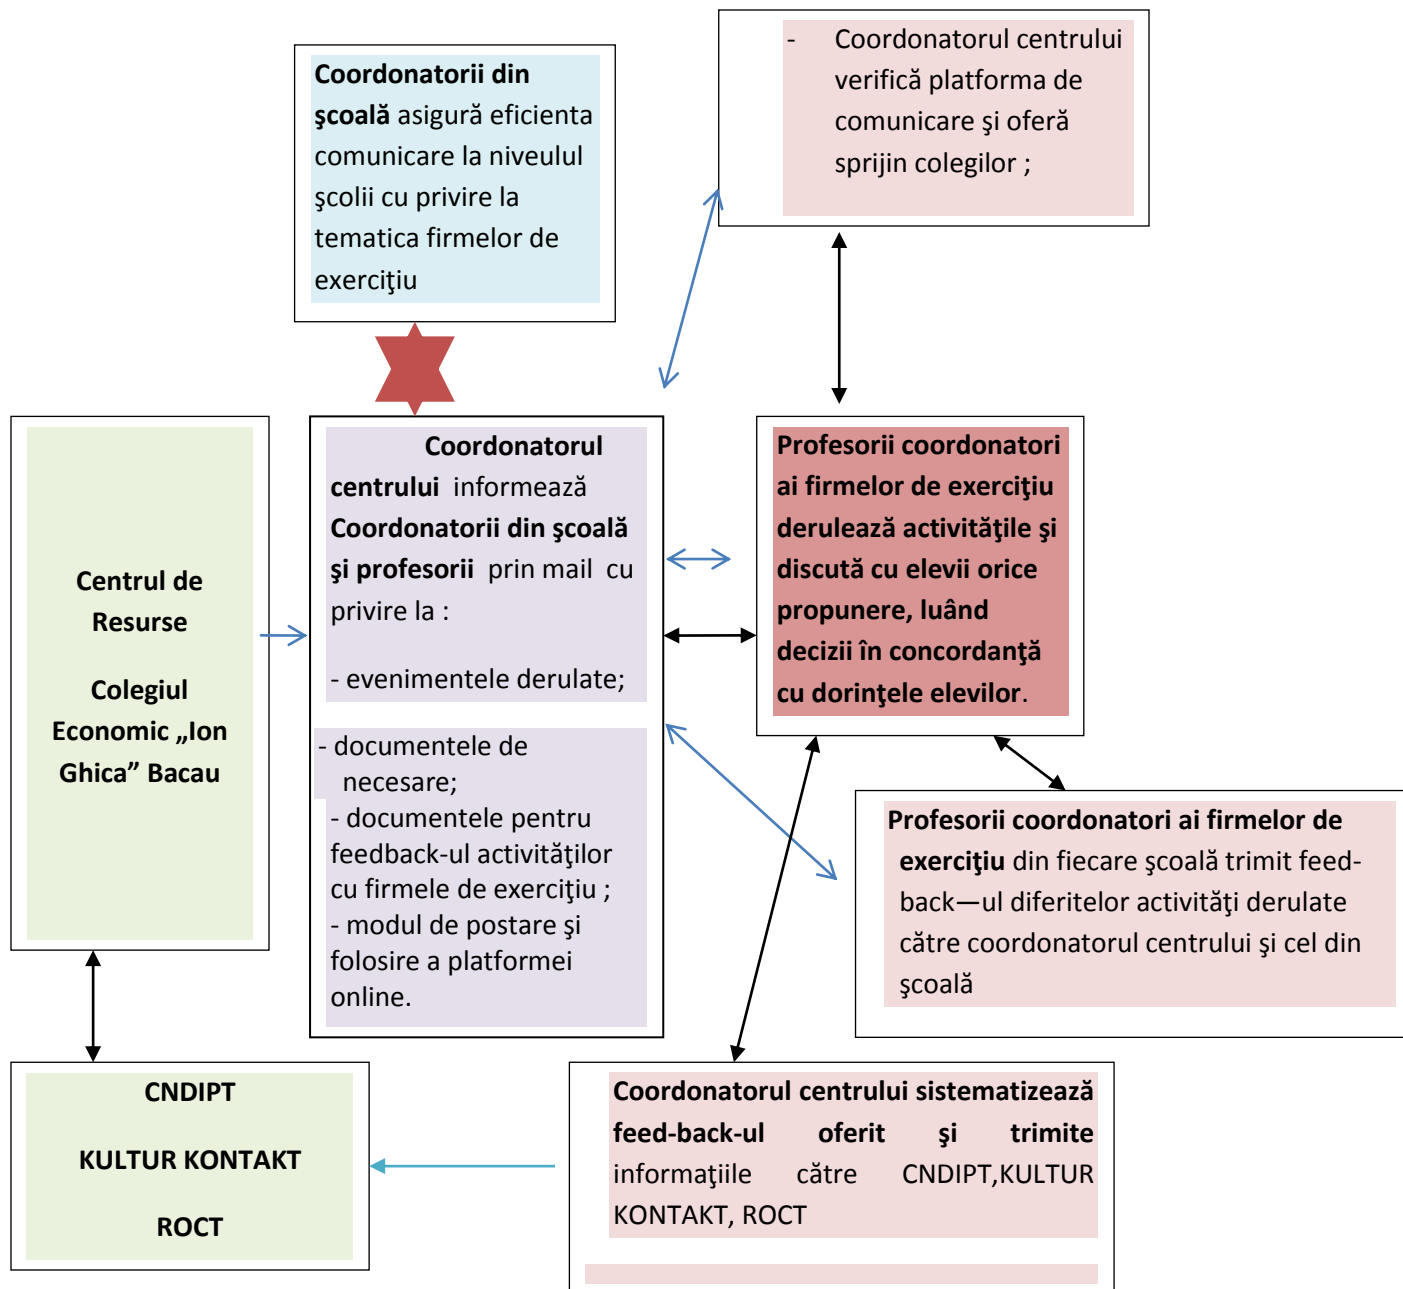 Coordonatorii din
şcoală asigură eficienta
comunicare la niveulul
şcolii cu privire la
tematica firmelor de
exerciţiu
- Coordonatorul centrului
verifică platforma de
comunicare şi oferă
sprijin colegilor ;
Centrul de
Resurse
Colegiul
Economic „Ion
Ghica” Bacau
Coordonatorul
centrului informează
Coordonatorii din şcoală
şi profesorii prin mail cu
privire la :
- evenimentele derulate;
- documentele de
necesare;
- documentele pentru
feedback-ul activităţilor
cu firmele de exerciţiu ;
- modul de postare şi
folosire a platformei
online.
Profesorii coordonatori
ai firmelor de exerciţiu
derulează activităţile şi
discută cu elevii orice
propunere, luând
decizii în concordanţă
cu dorinţele elevilor.
Profesorii coordonatori ai firmelor de
exerciţiu din fiecare şcoală trimit feed-
back—ul diferitelor activităţi derulate
către coordonatorul centrului şi cel din
şcoală
CNDIPT
KULTUR KONTAKT
ROCT
Coordonatorul centrului sistematizează
feed-back-ul oferit şi trimite
informaţiile către CNDIPT,KULTUR
KONTAKT, ROCT